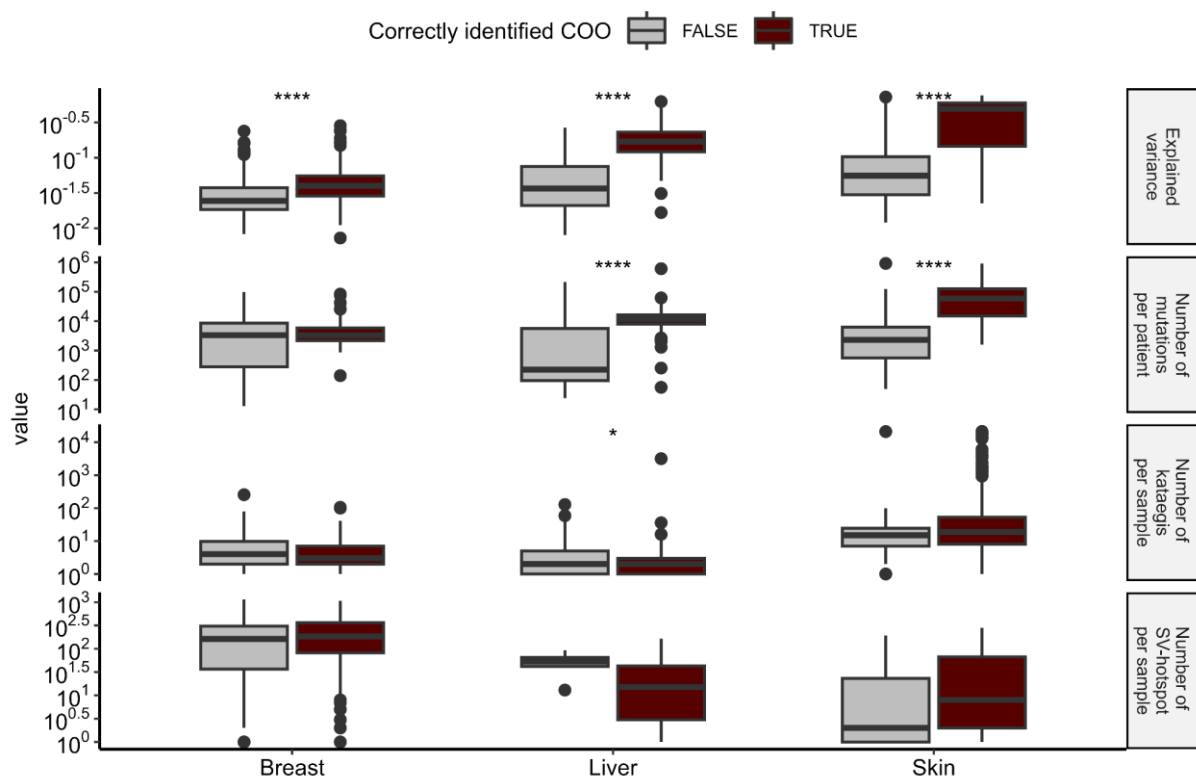 Correctly identified COO FALSE TRUE
**** **** ****
10^-0.5
10^-1
10^-1.5
10^-2
Explained
variance
**** ****
10^6
10^5
10^4
10^3
10^2
10^1
Number of
mutations
per patient
value
*
10^4
10^3
10^2
10^1
10^0
Number of
kataegis
per sample
10^3
10^2.5
10^2
10^1.5
10^1
10^0.5
10^0
Number of
SV-hotspot
per sample
Breast Liver Skin